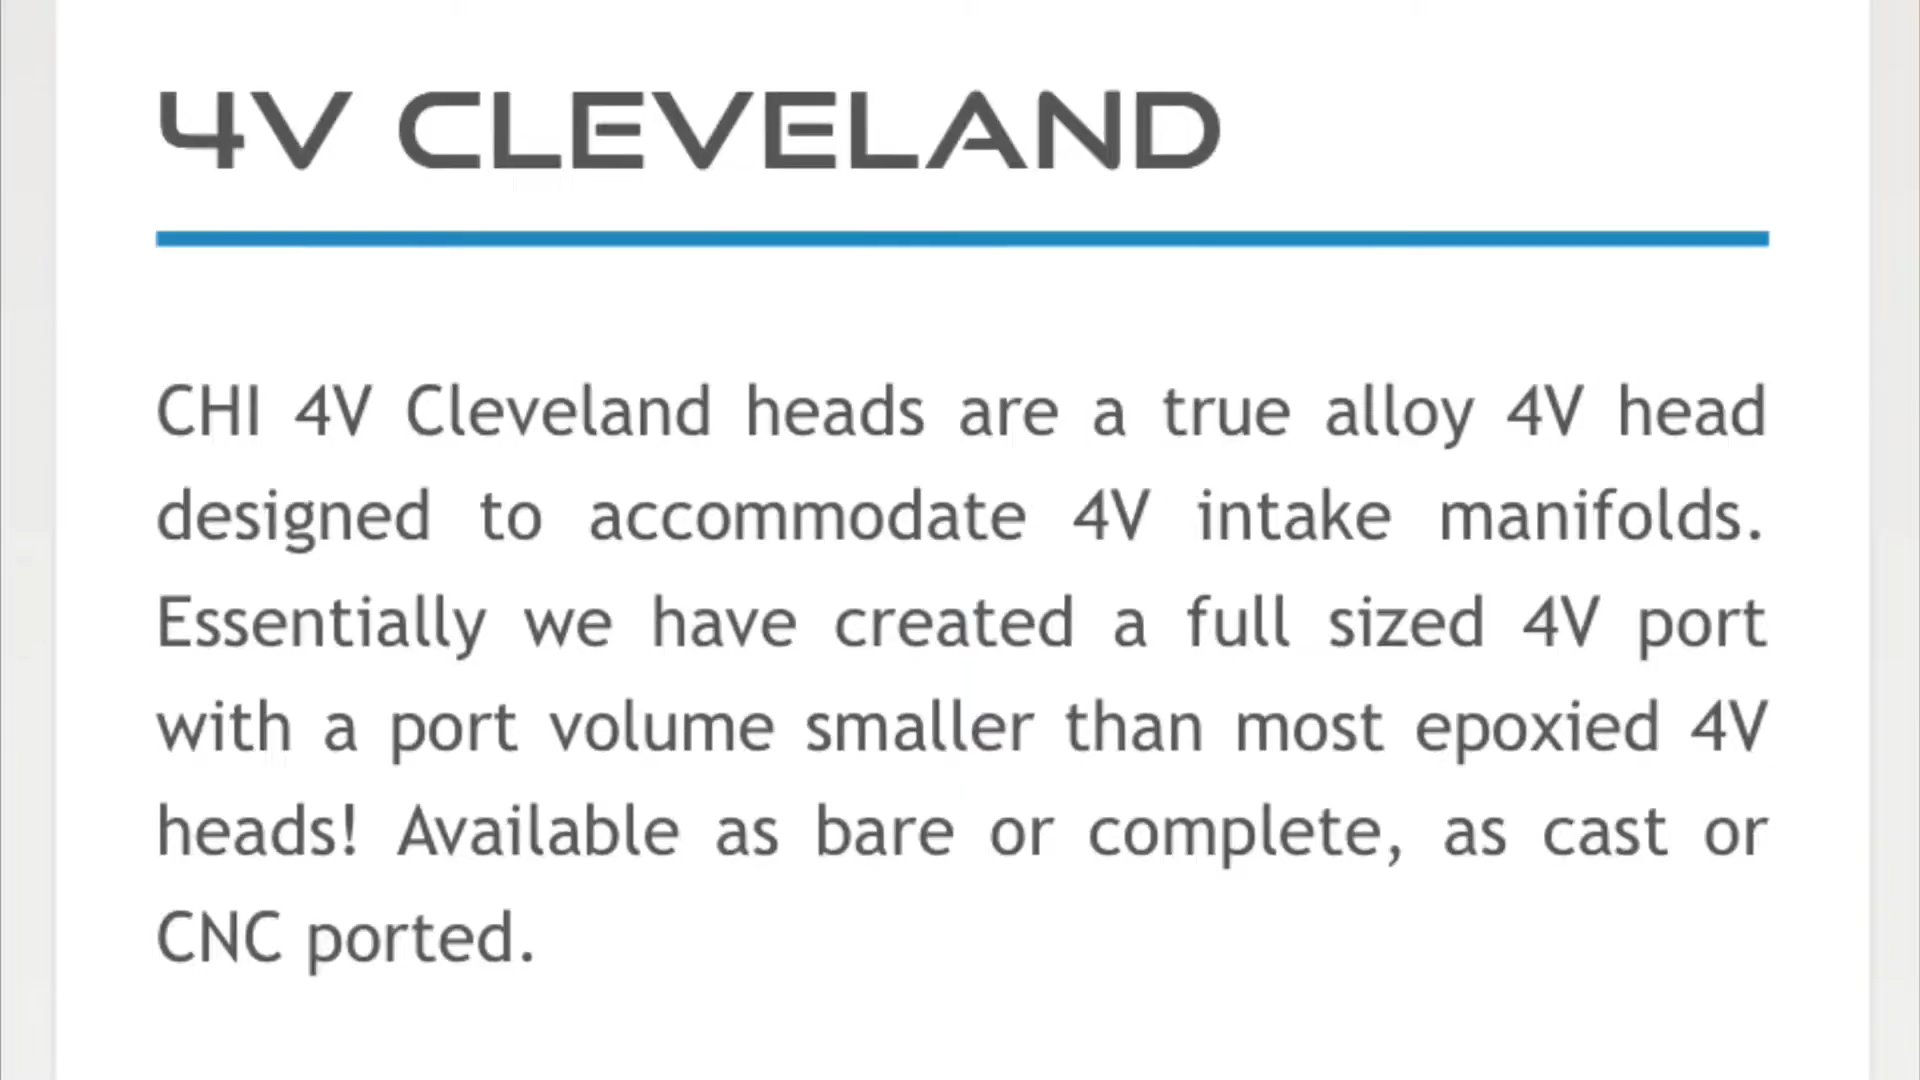 4V CLEVELAND
CHI 4V Cleveland heads are a true alloy 4V head
designed to accommodate 4V intake manifolds.
Essentially we have created a full sized 4V port
with a port volume smaller than most epoxied 4V
heads! Available as bare or complete, as cast or
CNC ported.